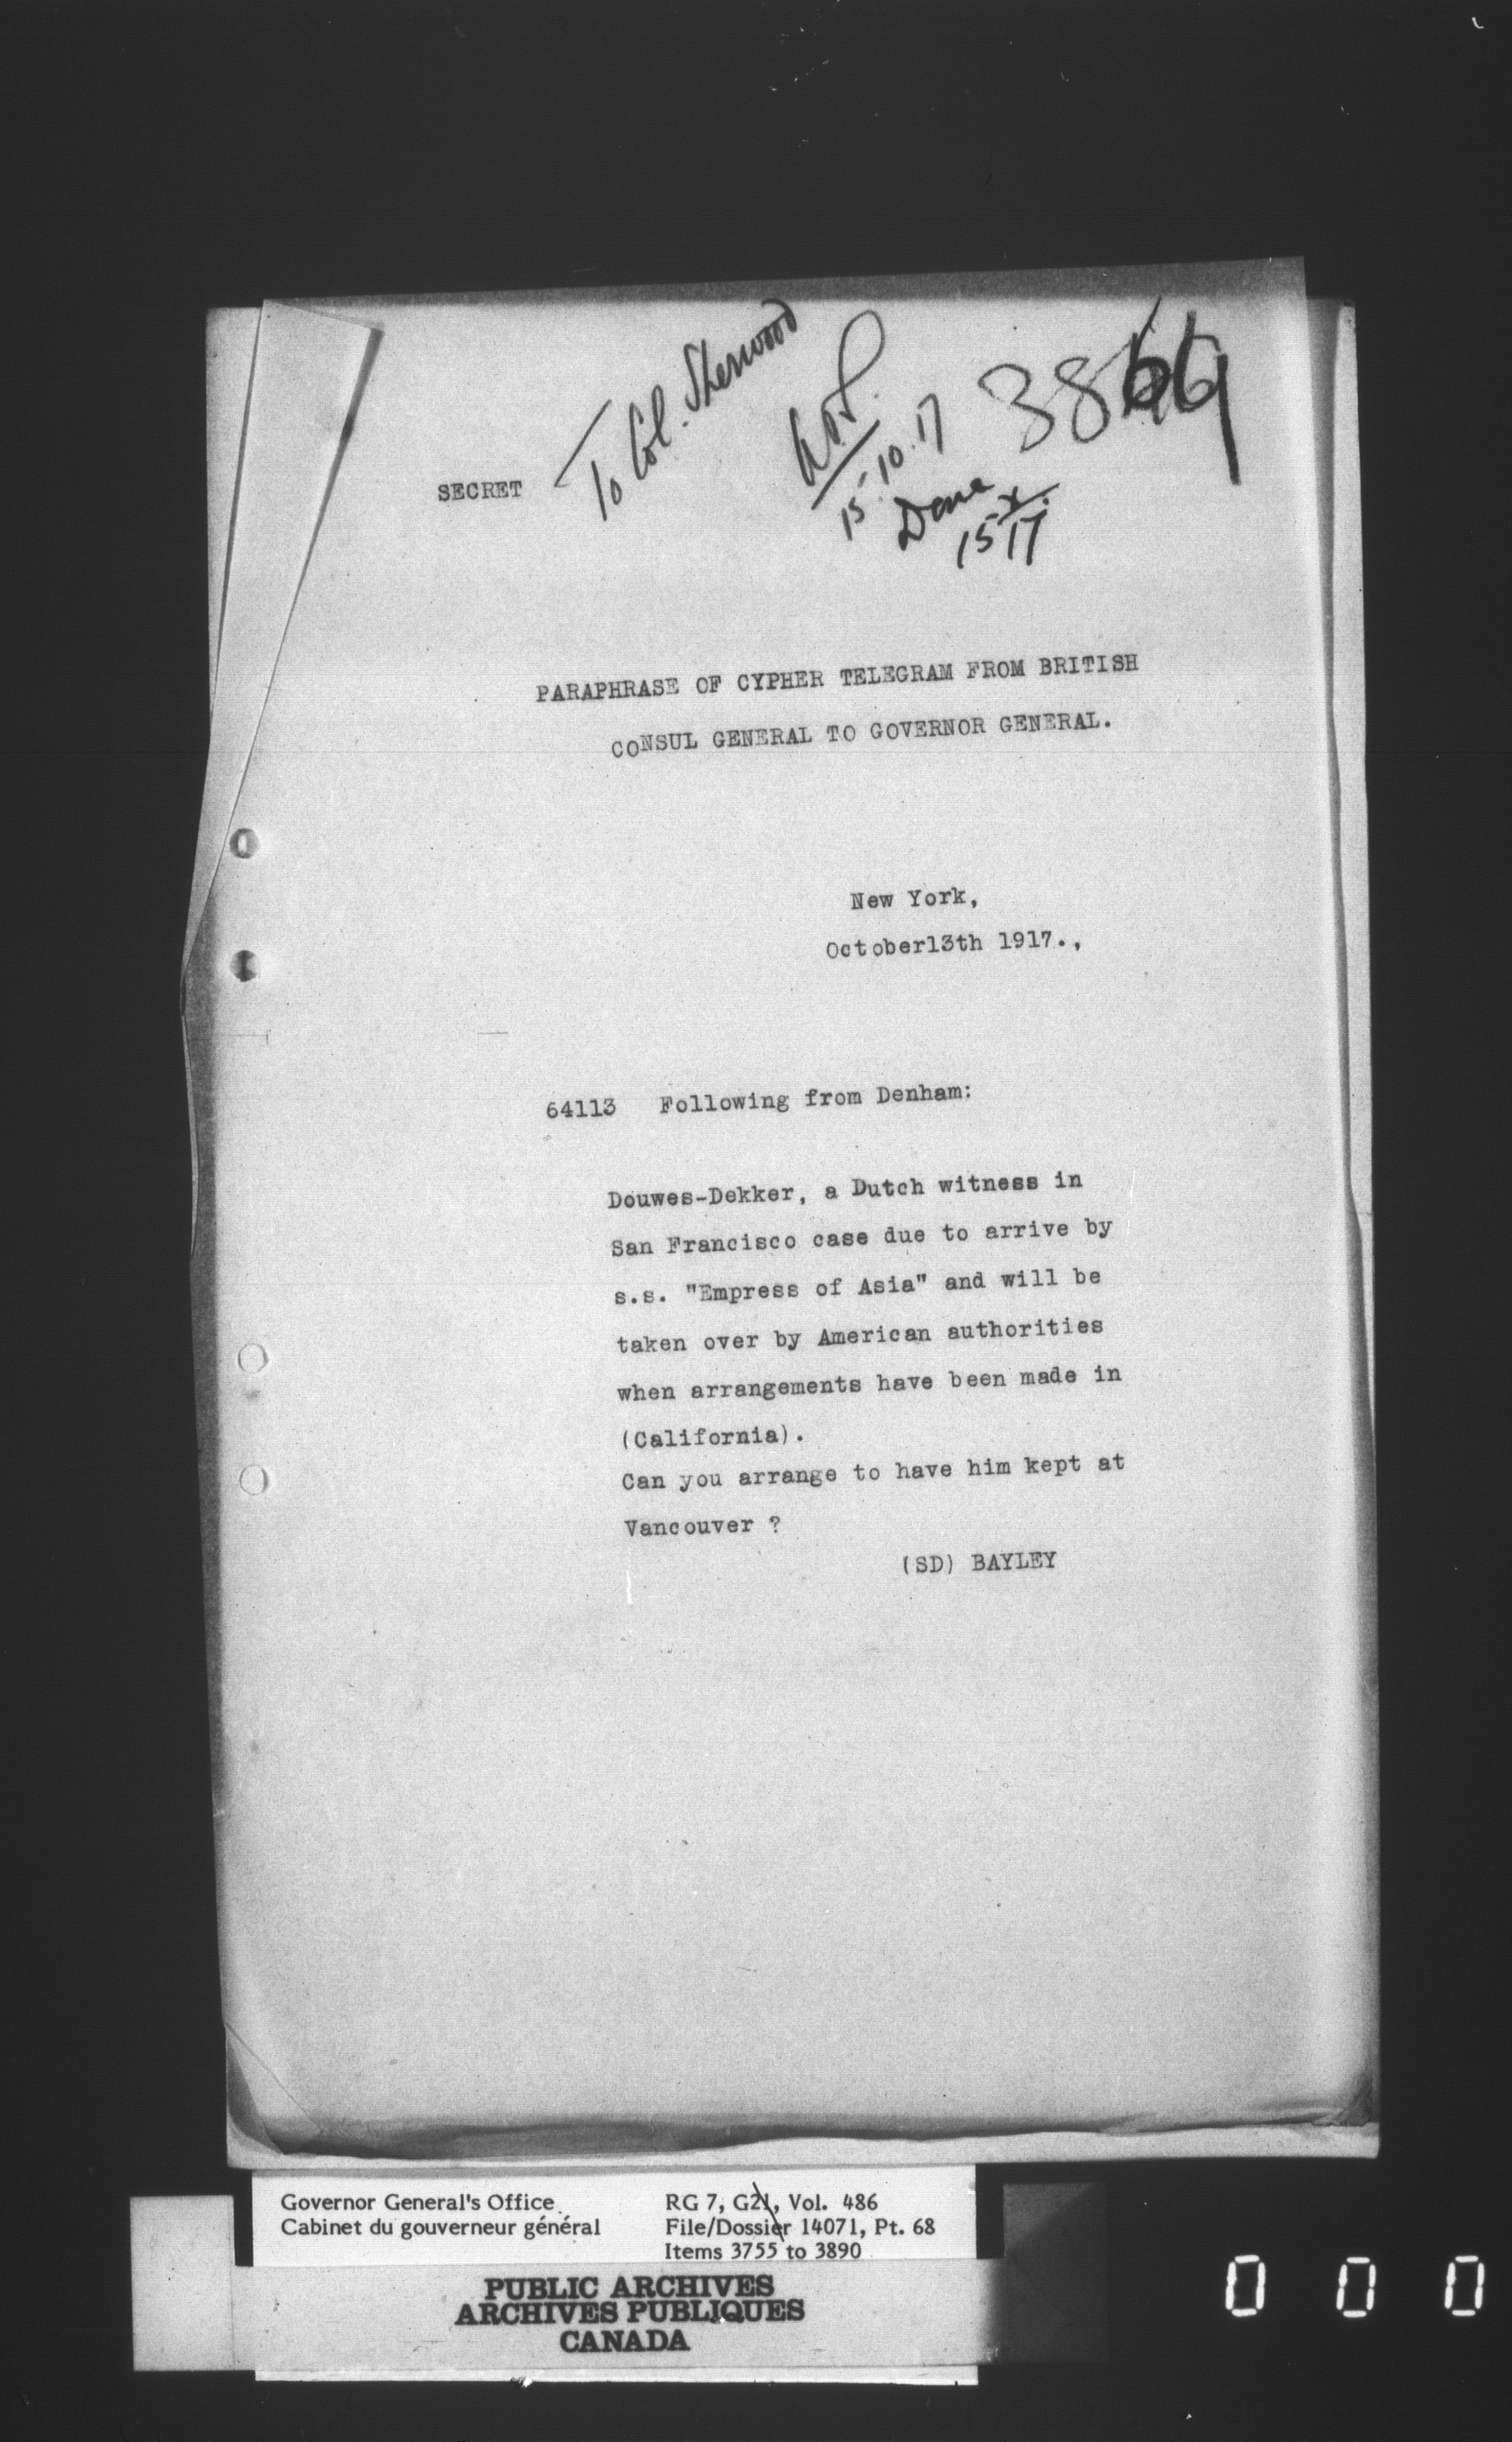 To Col. Sherwood
15.10.17
Done
15 X 17
SECRET
PARAPHRASE OF CYPHER TELEGRAM FROM BRITISH
CONSUL GENERAL TO GOVERNOR GENERAL.
New York,
October13th 1917.,
64113 Following from Denham:
Douwes-Dekker, a Dutch witness in
San Francisco case due to arrive by
s.s. "Empress of Asia" and will be
taken over by American authorities
when arrangements have been made in
(California).
Can you arrange to have him kept at
Vancouver ?
(SD) BAYLEY
Governor General's Office
Cabinet du gouverneur général
RG 7, G21, Vol. 486
File/Dossier 14071, Pt. 68
Items 3755 to 3890
PUBLIC ARCHIVES
ARCHIVES PUBLIQUES
CANADA
0 0 0